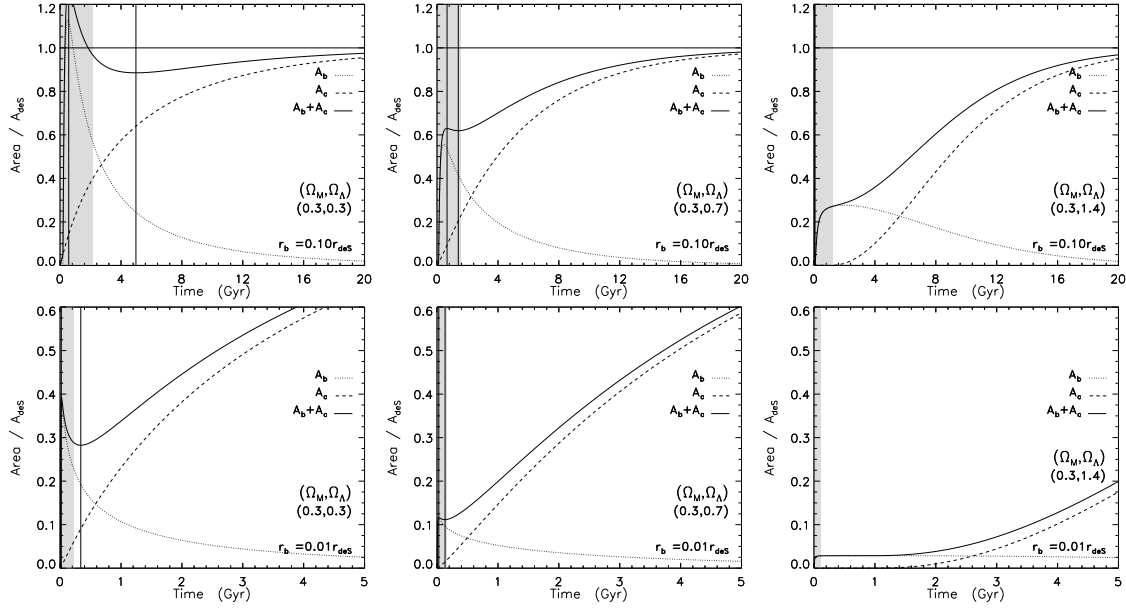 1.2
1.0
0.8
0.6
0.4
0.2
0.0
Area / A_deS
A_b
A_c
A_b+A_c
(Ω_M,Ω_Λ)
(0.3,0.3)
r_b =0.10r_deS
0 4 8 12 16 20
Time (Gyr)
1.2
1.0
0.8
0.6
0.4
0.2
0.0
Area / A_deS
A_b
A_c
A_b+A_c
(Ω_M,Ω_Λ)
(0.3,0.7)
r_b =0.10r_deS
0 4 8 12 16 20
Time (Gyr)
1.2
1.0
0.8
0.6
0.4
0.2
0.0
Area / A_deS
A_b
A_c
A_b+A_c
(Ω_M,Ω_Λ)
(0.3,1.4)
r_b =0.10r_deS
0 4 8 12 16 20
Time (Gyr)
0.6
0.5
0.4
0.3
0.2
0.1
0.0
Area / A_deS
A_b
A_c
A_b+A_c
(Ω_M,Ω_Λ)
(0.3,0.3)
r_b =0.01r_deS
0 1 2 3 4 5
Time (Gyr)
0.6
0.5
0.4
0.3
0.2
0.1
0.0
Area / A_deS
A_b
A_c
A_b+A_c
(Ω_M,Ω_Λ)
(0.3,0.7)
r_b =0.01r_deS
0 1 2 3 4 5
Time (Gyr)
0.6
0.5
0.4
0.3
0.2
0.1
0.0
Area / A_deS
A_b
A_c
A_b+A_c
(Ω_M,Ω_Λ)
(0.3,1.4)
r_b =0.01r_deS
0 1 2 3 4 5
Time (Gyr)